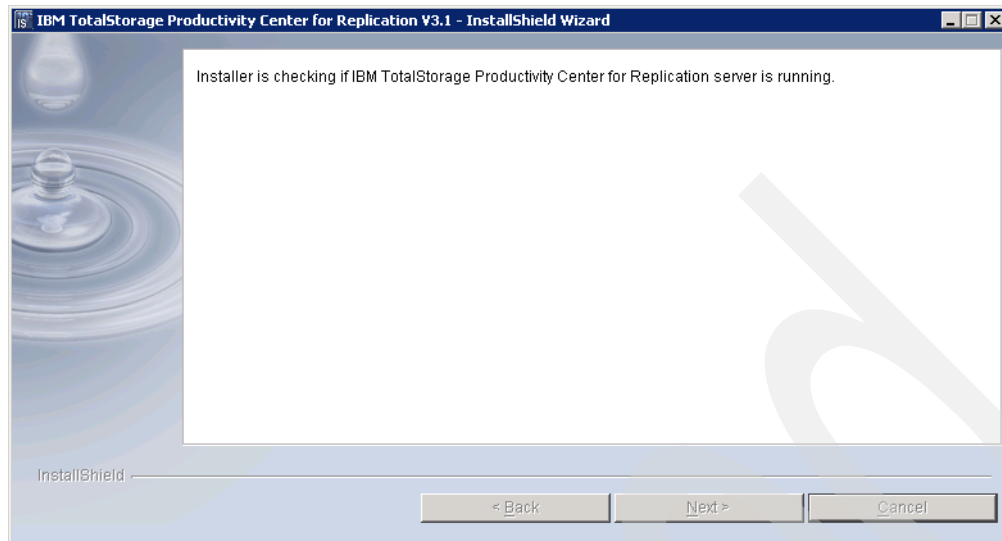 IBM TotalStorage Productivity Center for Replication V3.1 - InstallShield Wizard
Installer is checking if IBM TotalStorage Productivity Center for Replication server is running.
InstallShield
< Back Next > Cancel